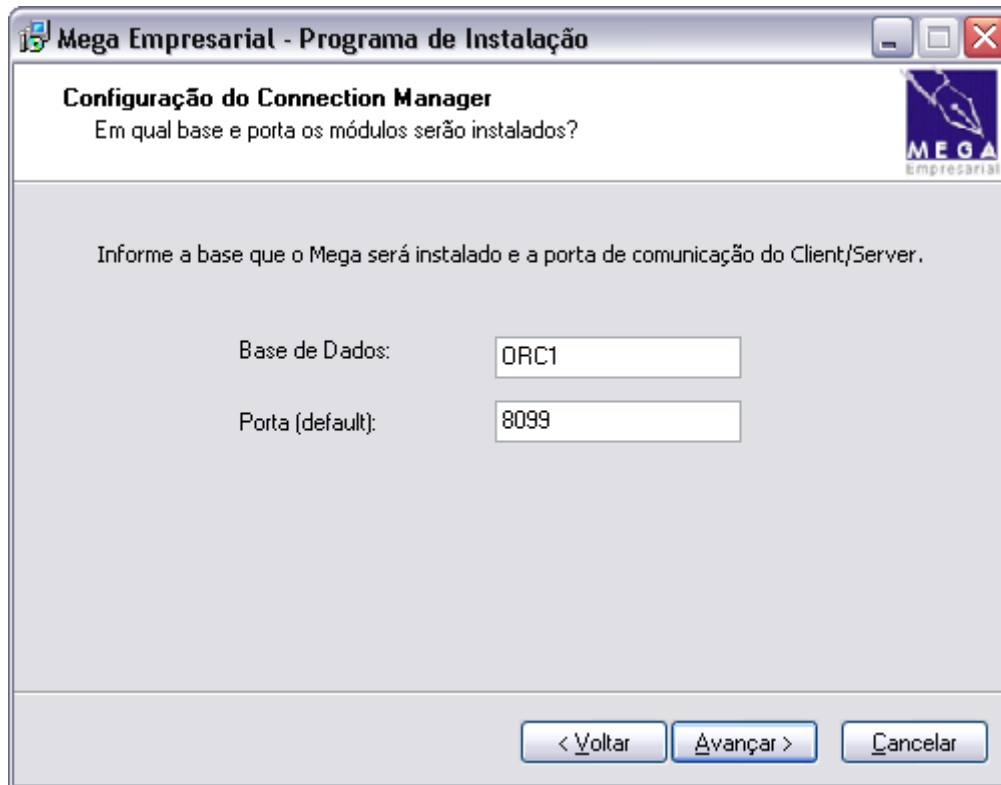 Mega Empresarial - Programa de Instalação
Configuração do Connection Manager
Em qual base e porta os módulos serão instalados?
MEGA
Empresarial
Informe a base que o Mega será instalado e a porta de comunicação do Client/Server.
Base de Dados:
ORC1
Porta (default):
8099
< Voltar
Avançar >
Cancelar